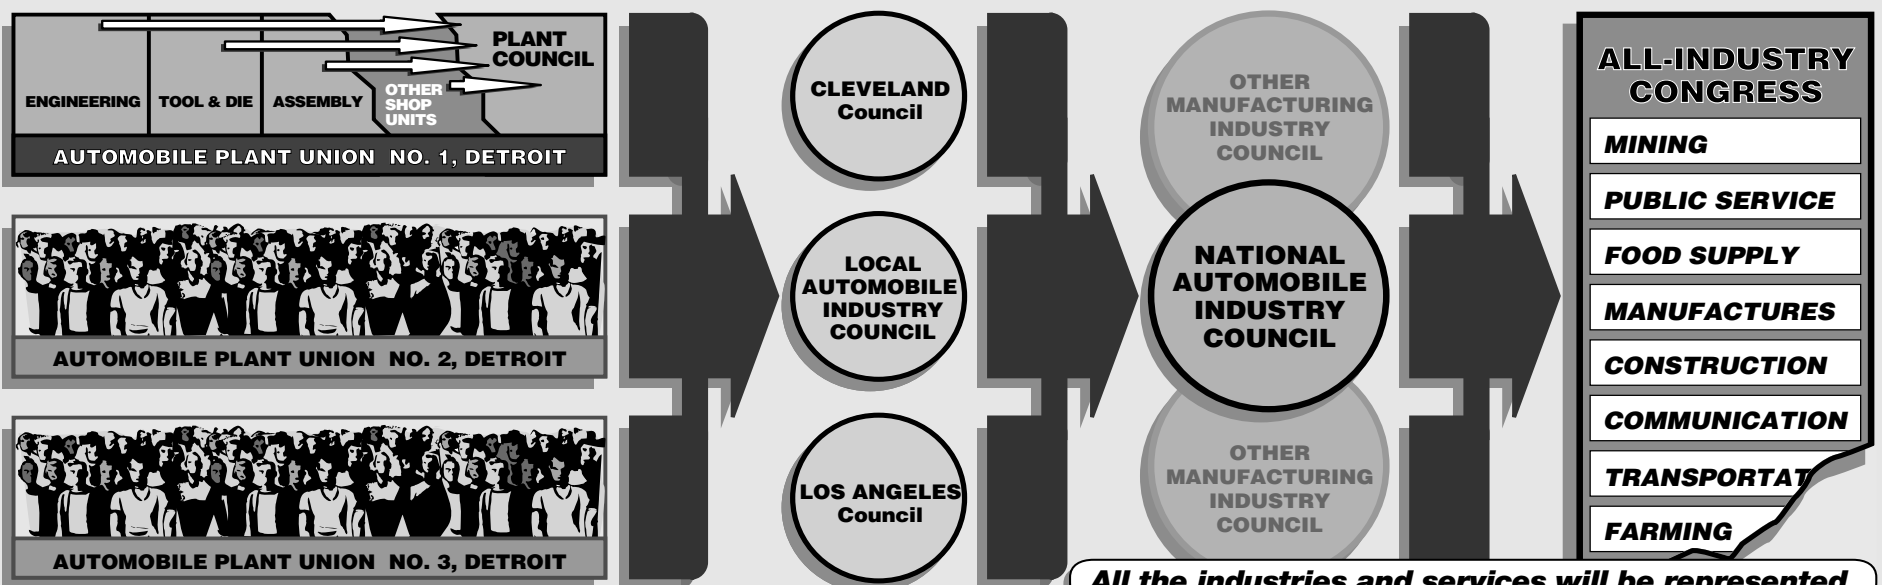 PLANT
COUNCIL
ENGINEERING
TOOL & DIE
ASSEMBLY
OTHER
SHOP
UNITS
AUTOMOBILE PLANT UNION NO. 1, DETROIT
AUTOMOBILE PLANT UNION NO. 2, DETROIT
AUTOMOBILE PLANT UNION NO. 3, DETROIT
CLEVELAND
Council
LOCAL
AUTOMOBILE
INDUSTRY
COUNCIL
LOS ANGELES
Council
OTHER
MANUFACTURING
INDUSTRY
COUNCIL
NATIONAL
AUTOMOBILE
INDUSTRY
COUNCIL
OTHER
MANUFACTURING
INDUSTRY
COUNCIL
ALL-INDUSTRY
CONGRESS
MINING
PUBLIC SERVICE
FOOD SUPPLY
MANUFACTURES
CONSTRUCTION
COMMUNICATION
TRANSPORTAT
FARMING
All the industries and services will be represented